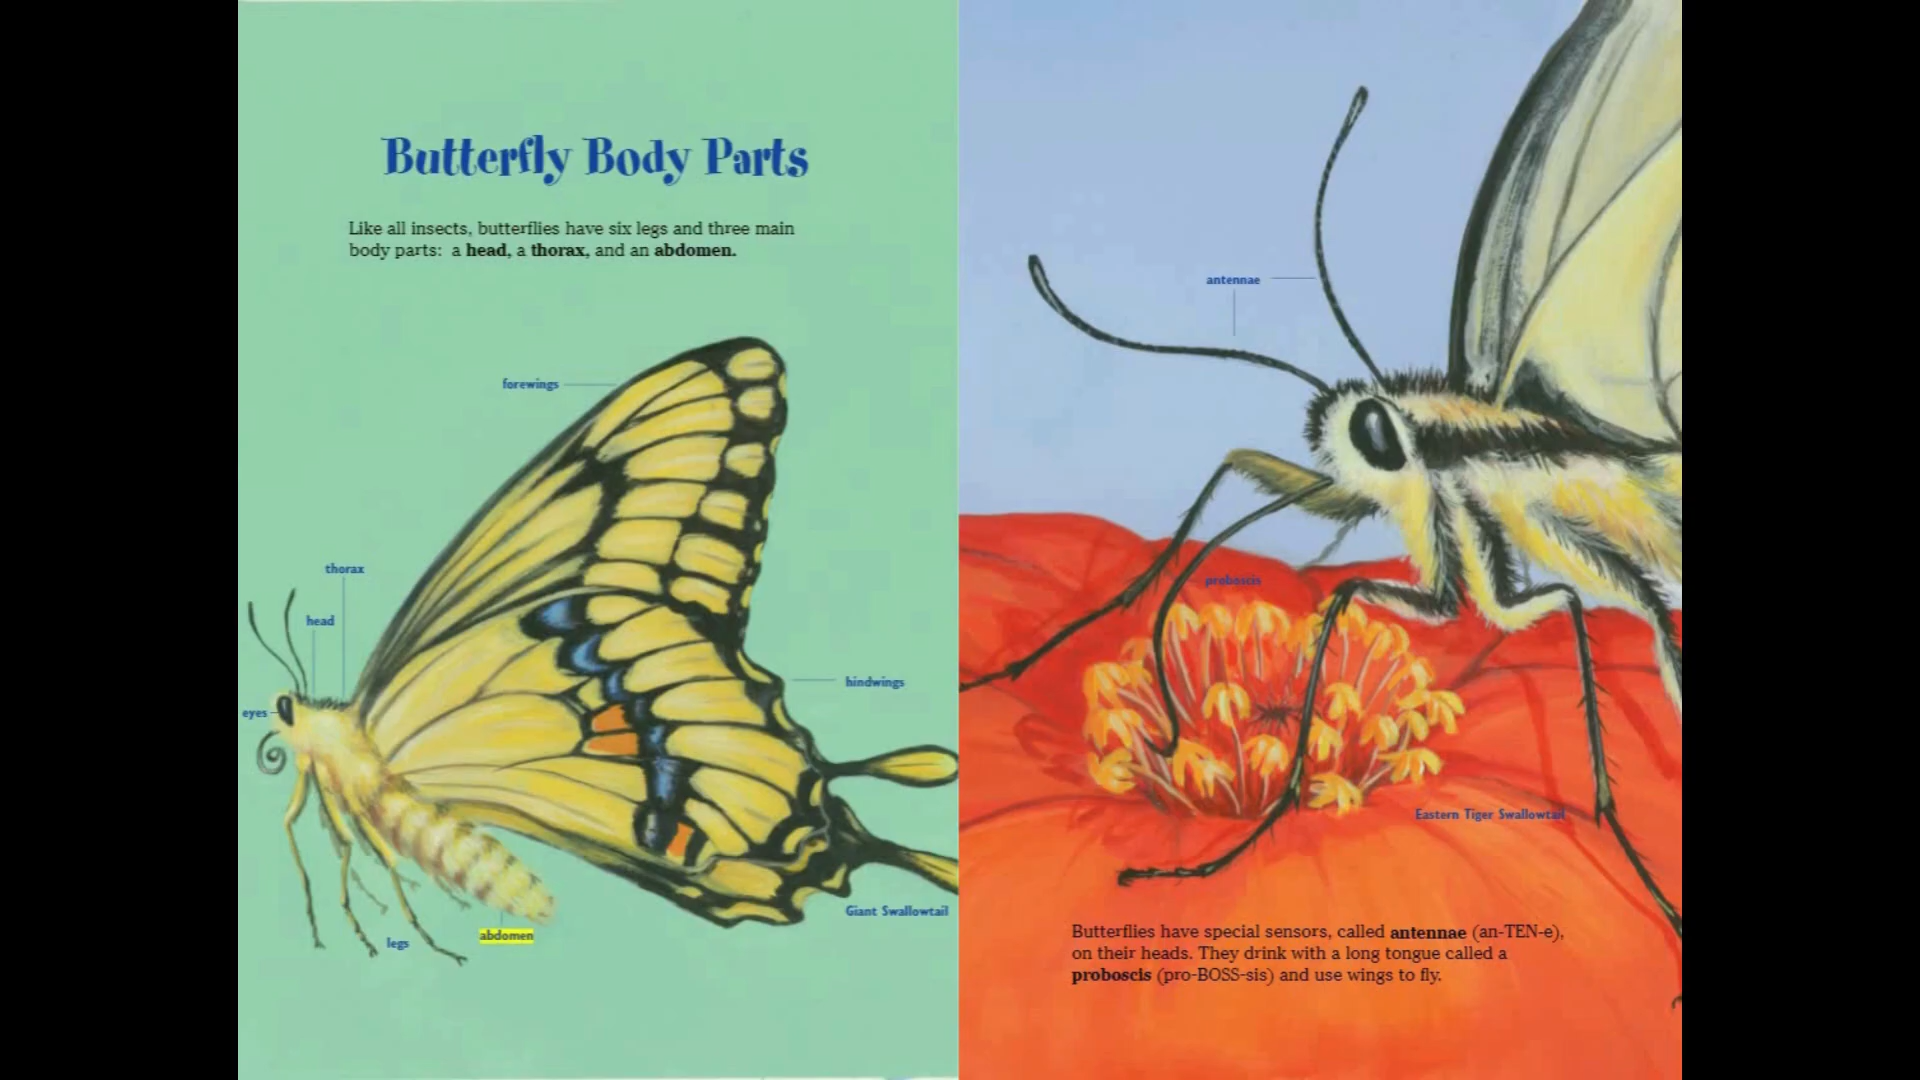 Butterfly Body Parts
Like all insects, butterflies have six legs and three main
body parts:  a head, a thorax, and an abdomen.
forewings
thorax
head
eyes
hindwings
Giant Swallowtail
abdomen
legs
antennae
proboscis
Eastern Tiger Swallowtail
Butterflies have special sensors, called antennae (an-TEN-e),
on their heads. They drink with a long tongue called a
proboscis (pro-BOSS-sis) and use wings to fly.